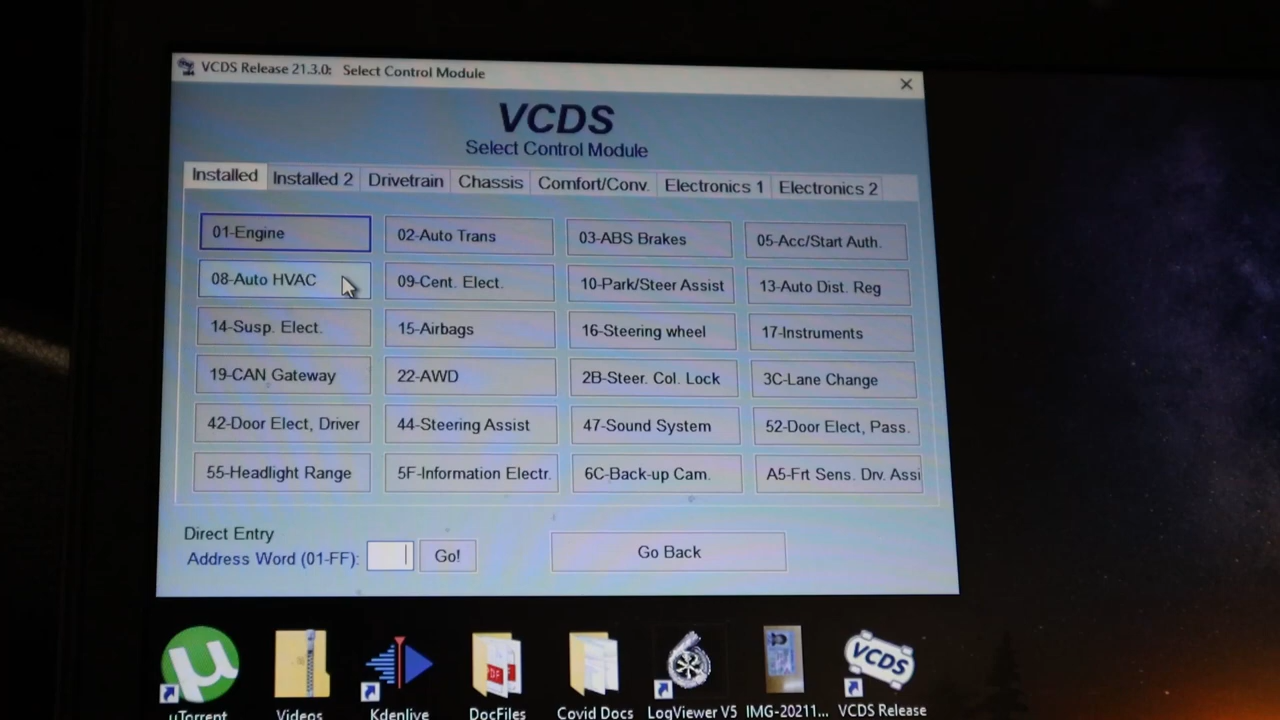 VCDS Release 21.3.0: Select Control Module
VCDS
Select Control Module
Installed Installed 2 Drivetrain Chassis Comfort/Conv. Electronics 1 Electronics 2
01-Engine 02-Auto Trans 03-ABS Brakes 05-Acc/Start Auth.
08-Auto HVAC 09-Cent. Elect. 10-Park/Steer Assist 13-Auto Dist. Reg
14-Susp. Elect. 15-Airbags 16-Steering wheel 17-Instruments
19-CAN Gateway 22-AWD 2B-Steer. Col. Lock 3C-Lane Change
42-Door Elect, Driver 44-Steering Assist 47-Sound System 52-Door Elect, Pass.
55-Headlight Range 5F-Information Electr. 6C-Back-up Cam. A5-Frt Sens. Drv. Assi
Direct Entry
Address Word (01-FF): Go! Go Back
µ PDF VCDS
uTorrent Videos Kdenlive DocFiles Covid Docs LogViewer V5 IMG-20211... VCDS Release